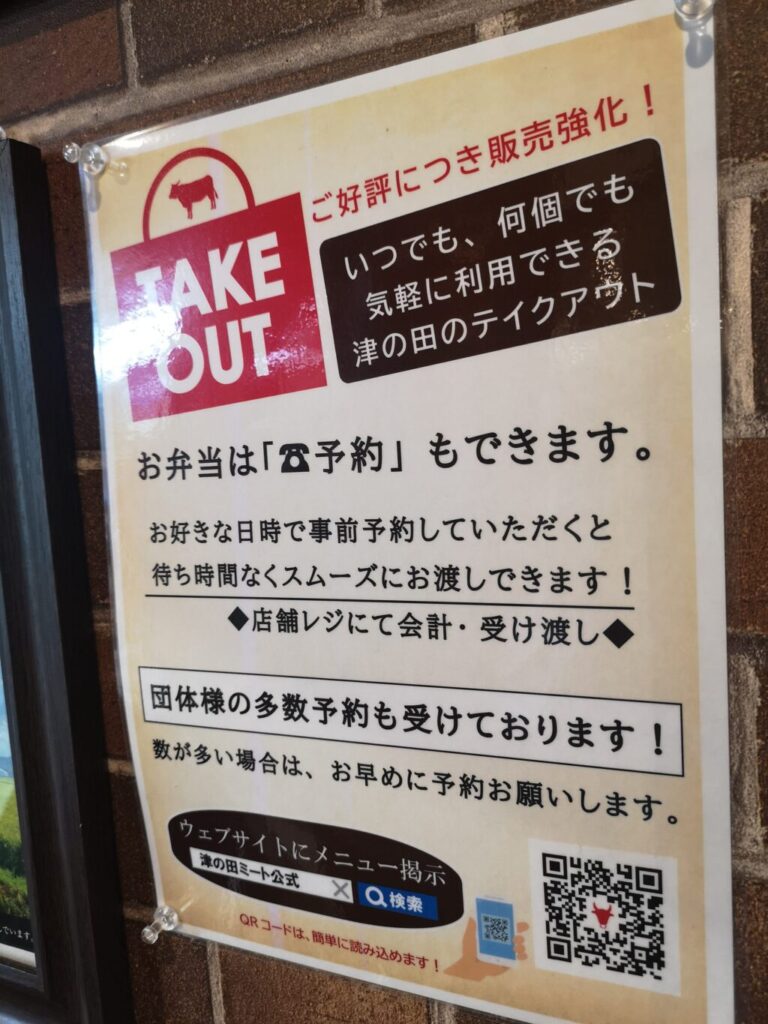 TAKE
OUT
ご好評につき販売強化！
いつでも、何個でも
気軽に利用できる
津の田のテイクアウト
お弁当は「☎予約」もできます。
お好きな日時で事前予約していただくと
待ち時間なくスムーズにお渡しできます！
◆店舗レジにて会計・受け渡し◆
団体様の多数予約も受けております！
数が多い場合は、お早めに予約お願いします。
ウェブサイトにメニュー掲示
津の田ミート公式
検索
QRコードは、簡単に読み込めます！
ています。